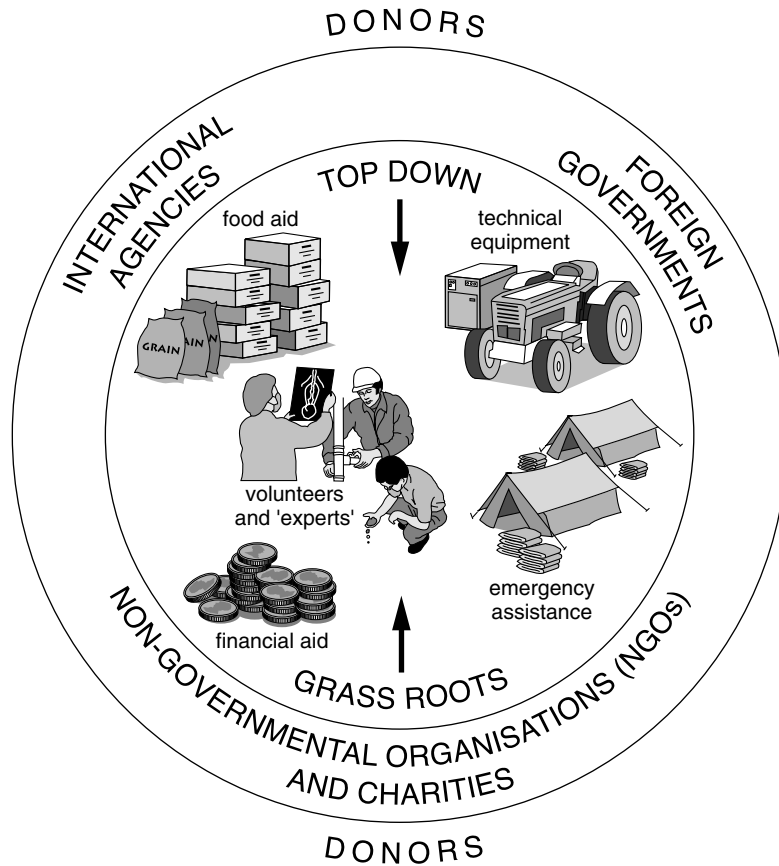 DONORS
INTERNATIONAL
AGENCIES
FOREIGN
GOVERNMENTS
TOP DOWN
food aid
technical
equipment
GRAIN
AIN
N
volunteers
and 'experts'
emergency
assistance
financial aid
GRASS ROOTS
NON-GOVERNMENTAL ORGANISATIONS (NGOs)
AND CHARITIES
DONORS